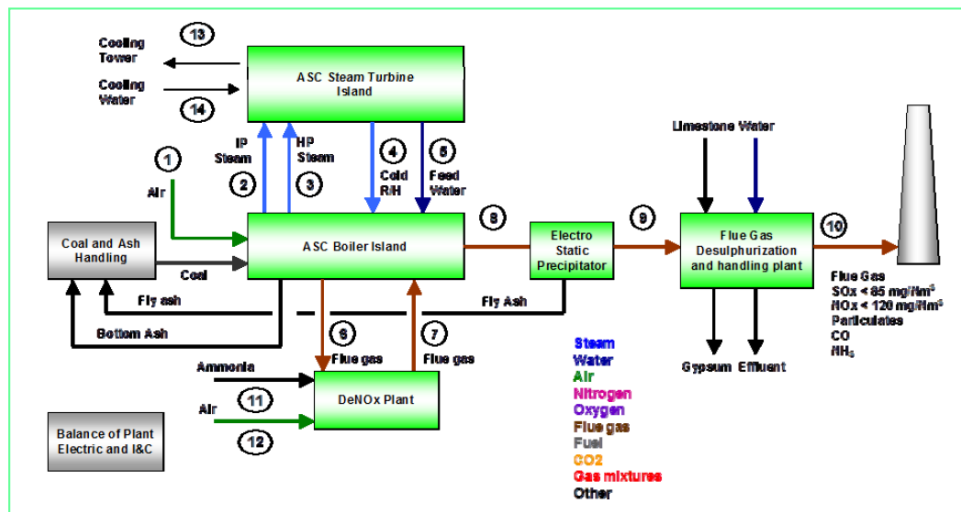 13
Cooling
Tower
Cooling
Water
14
ASC Steam Turbine
Island
1
Air
IP
Steam
2
HP
Steam
3
4
Cold
R/H
5
Feed
Water
Coal and Ash
Handling
Coal
ASC Boiler Island
8
Electro
Static
Precipitator
9
Limestone Water
Flue Gas
Desulphurization
and handling plant
10
Flue Gas
SOx < 85 mg/Nm³
NOx < 120 mg/Nm³
Particulates
CO
NH₃
Fly ash
Fly Ash
Bottom Ash
6
Flue gas
7
Flue gas
Gypsum Effluent
Ammonia
11
Air
12
DeNOx Plant
Balance of Plant
Electric and I&C
Steam
Water
Air
Nitrogen
Oxygen
Flue gas
Fuel
CO2
Gas mixtures
Other